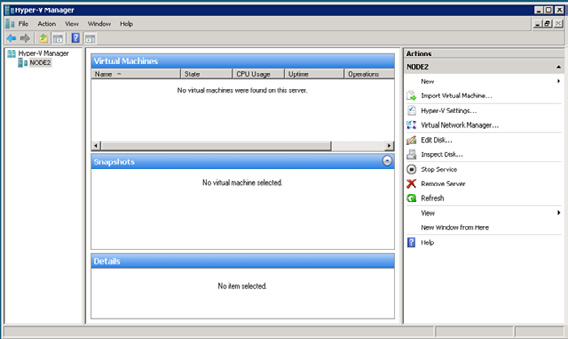 Hyper-V Manager
File Action View Window Help
Hyper-V Manager
NODE2
Virtual Machines
Name State CPU Usage Uptime Operations
No virtual machines were found on this server.
Snapshots
No virtual machine selected.
Details
No item selected.
Actions
NODE2
New
Import Virtual Machine...
Hyper-V Settings...
Virtual Network Manager...
Edit Disk...
Inspect Disk...
Stop Service
Remove Server
Refresh
View
New Window from Here
Help